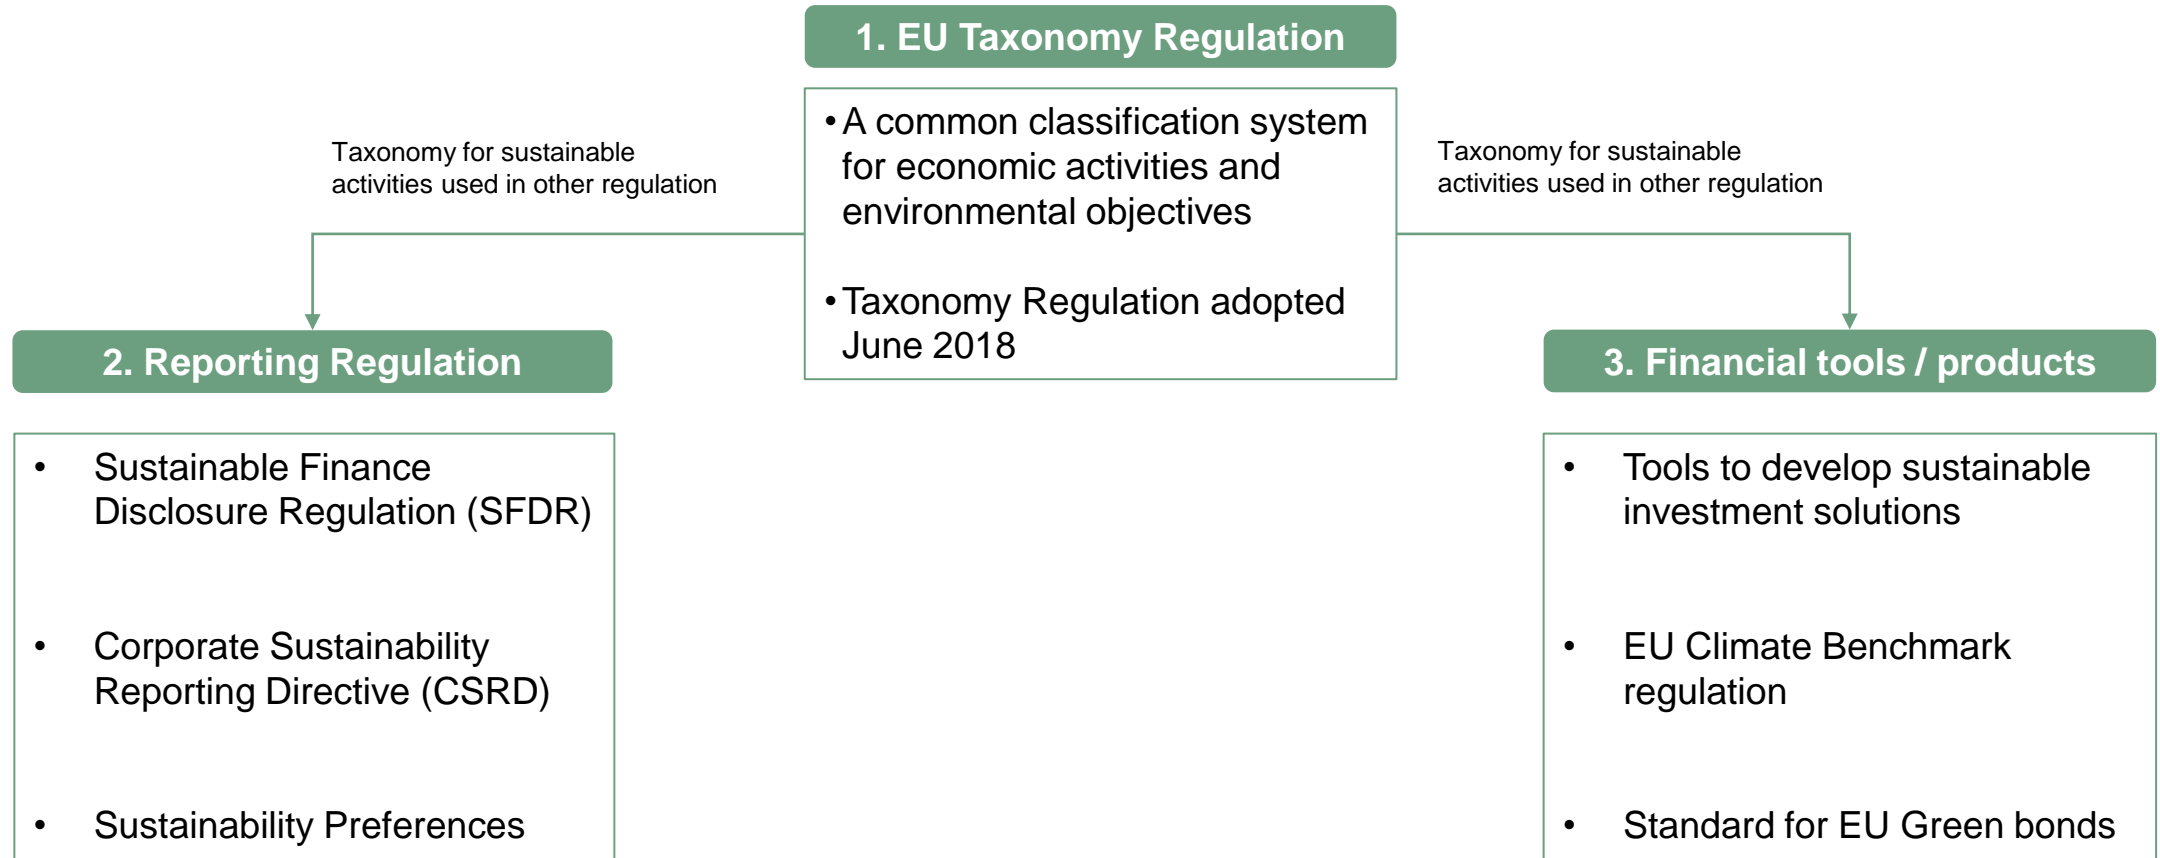 1. EU Taxonomy Regulation
• A common classification system
for economic activities and
environmental objectives
• Taxonomy Regulation adopted
June 2018
Taxonomy for sustainable
activities used in other regulation
Taxonomy for sustainable
activities used in other regulation
2. Reporting Regulation
• Sustainable Finance
Disclosure Regulation (SFDR)
• Corporate Sustainability
Reporting Directive (CSRD)
• Sustainability Preferences
3. Financial tools / products
• Tools to develop sustainable
investment solutions
• EU Climate Benchmark
regulation
• Standard for EU Green bonds